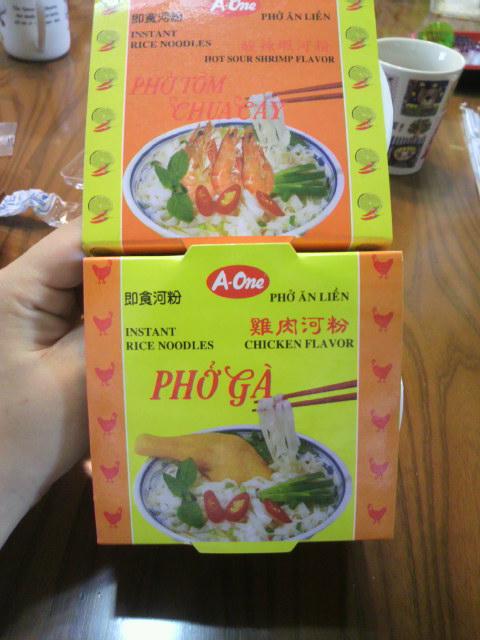 A-One
即食河粉
PHỞ ĂN LIỀN
INSTANT
RICE NOODLES
酸辣蝦河粉
HOT SOUR SHRIMP FLAVOR
PHỞ TÔM
CHUA CAY
A-One
即食河粉
PHỞ ĂN LIỀN
INSTANT
RICE NOODLES
雞肉河粉
CHICKEN FLAVOR
PHỞ GÀ